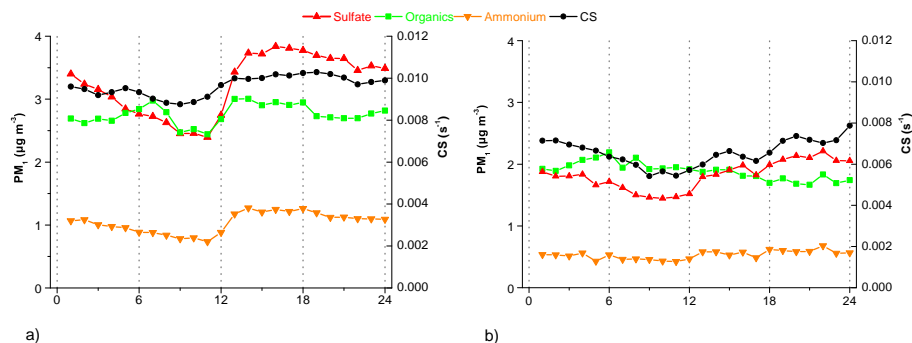 Sulfate Organics Ammonium CS
4 0.012 4 0.012
0.010 0.010
3 3
0.008 0.008
PM1 (µg m-3) 2 0.006 CS (s-1) PM1 (µg m-3) 2 0.006 CS (s-1)
0.004 0.004
1 1
0.002 0.002
0 0.000 0 0.000
0 6 12 18 24 0 6 12 18 24
a) b)